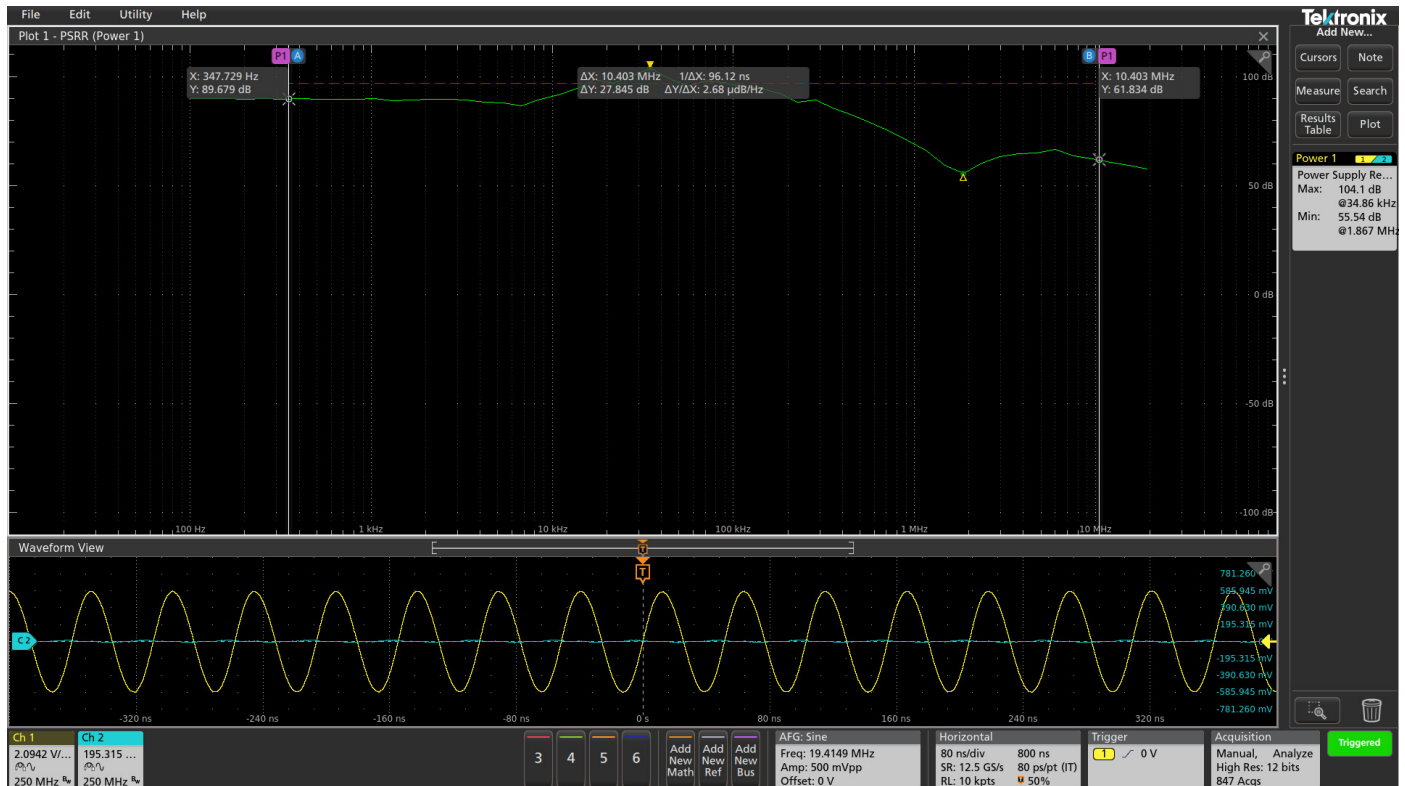 File Edit Utility Help
Tektronix
Add New...
Plot 1 - PSRR (Power 1)
P1 A
B P1
X: 347.729 Hz
Y: 89.679 dB
ΔX: 10.403 MHz 1/ΔX: 96.12 ns
ΔY: 27.845 dB ΔY/ΔX: 2.68 μdB/Hz
X: 10.403 MHz
Y: 61.834 dB
100 dB
50 dB
0 dB
-50 dB
-100 dB
100 Hz 1 kHz 10 kHz 100 kHz 1 MHz 10 MHz
Cursors Note
Measure Search
Results Table Plot
Power 1 1 2
Power Supply Re...
Max: 104.1 dB
@34.86 kHz
Min: 55.54 dB
@1.867 MHz
Waveform View
T
T
C 2
781.260
585.945 mV
390.630 mV
195.315 mV
-195.315 mV
-390.630 mV
-585.945 mV
-781.260 mV
-320 ns -240 ns -160 ns -80 ns 0 s 80 ns 160 ns 240 ns 320 ns
Ch 1
2.0942 V/...
250 MHz Bw
Ch 2
195.315 ...
250 MHz Bw
3 4 5 6
Add New Math
Add New Ref
Add New Bus
AFG: Sine
Freq: 19.4149 MHz
Amp: 500 mVpp
Offset: 0 V
Horizontal
80 ns/div 800 ns
SR: 12.5 GS/s 80 ps/pt (IT)
RL: 10 kpts 50%
Trigger
1 0 V
Acquisition
Manual, Analyze
High Res: 12 bits
847 Acqs
Triggered